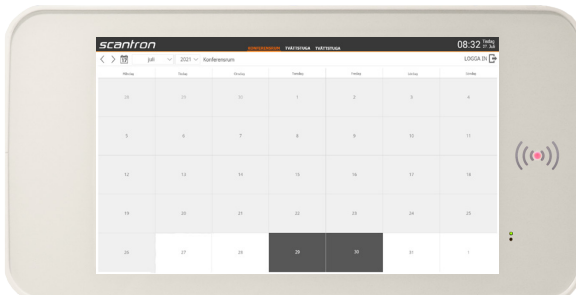 scantron KONFERENSRUM TVÄTTSTUGA TVÄTTSTUGA 08:32 Tisdag 27 Juli
juli 2021 Konferensrum LOGGA IN
Måndag Tisdag Onsdag Torsdag Fredag Lördag Söndag
28 29 30 1 2 3 4
5 6 7 8 9 10 11
12 13 14 15 16 17 18
19 20 21 22 23 24 25
26 27 28 29 30 31 1